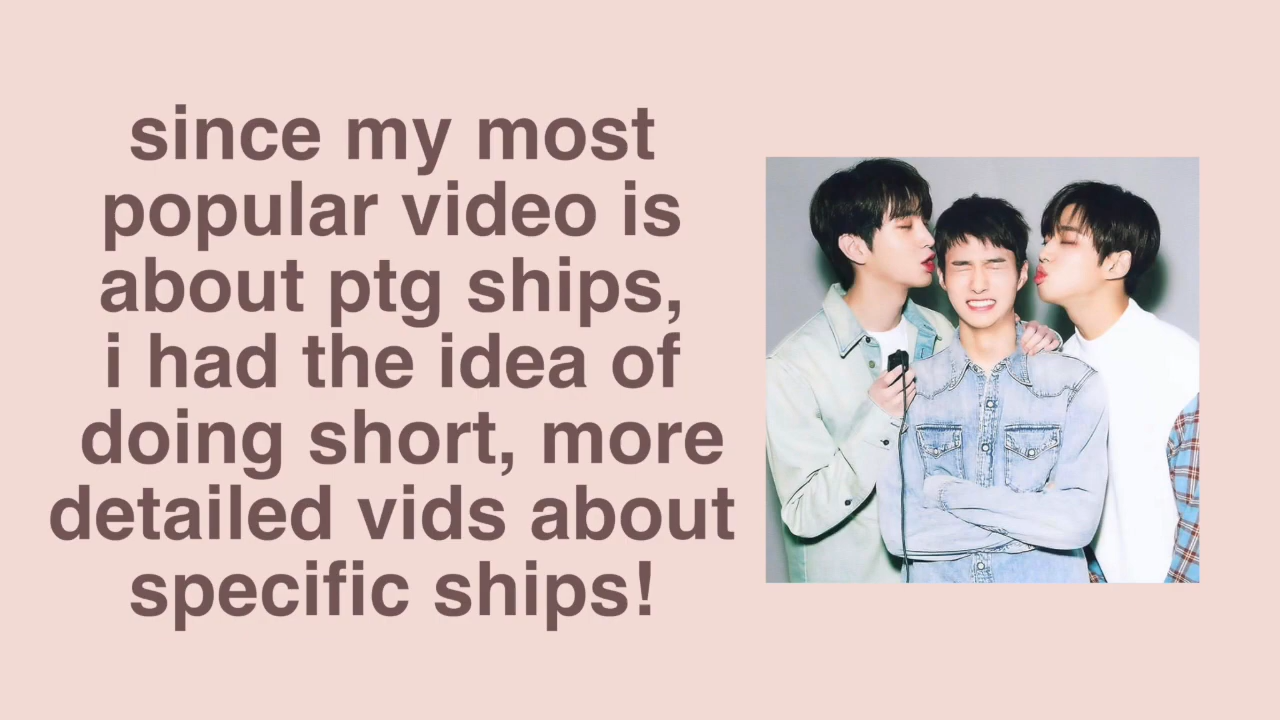 since my most
popular video is
about ptg ships,
i had the idea of
doing short, more
detailed vids about
specific ships!